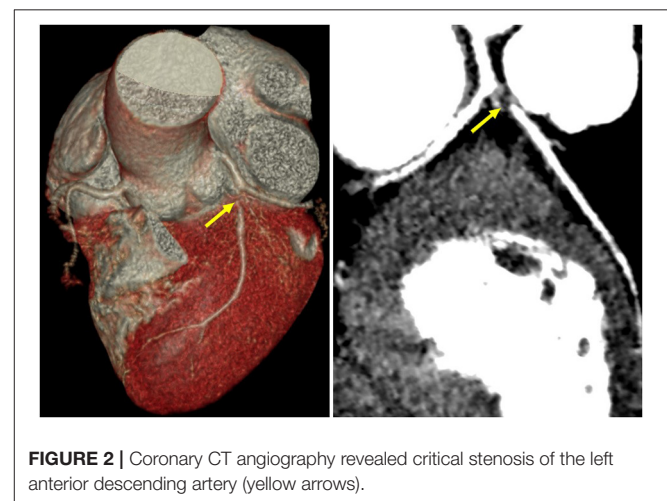 FIGURE 2 | Coronary CT angiography revealed critical stenosis of the left
anterior descending artery (yellow arrows).